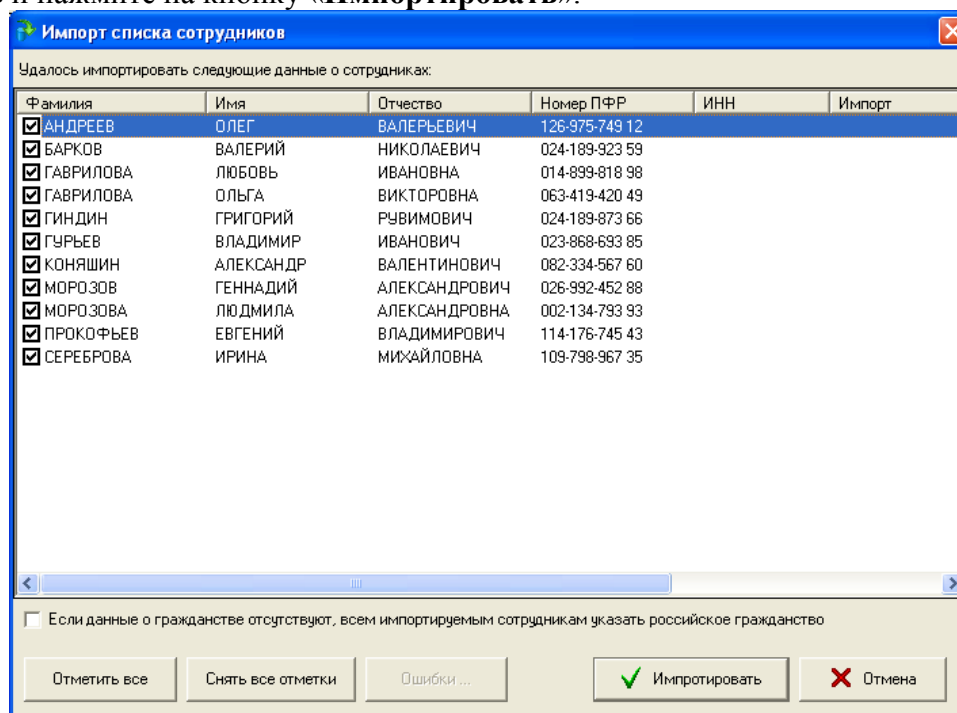 и нажмите на кнопку «Импортировать».
Импорт списка сотрудников
Удалось импортировать следующие данные о сотрудниках:
Фамилия Имя Отчество Номер ПФР ИНН Импорт
АНДРЕЕВ ОЛЕГ ВАЛЕРЬЕВИЧ 126-975-749 12
БАРКОВ ВАЛЕРИЙ НИКОЛАЕВИЧ 024-189-923 59
ГАВРИЛОВА ЛЮБОВЬ ИВАНОВНА 014-899-818 98
ГАВРИЛОВА ОЛЬГА ВИКТОРОВНА 063-419-420 49
ГИНДИН ГРИГОРИЙ РУВИМОВИЧ 024-189-873 66
ГУРЬЕВ ВЛАДИМИР ИВАНОВИЧ 023-868-693 85
КОНЯШИН АЛЕКСАНДР ВАЛЕНТИНОВИЧ 082-334-567 60
МОРОЗОВ ГЕННАДИЙ АЛЕКСАНДРОВИЧ 026-992-452 88
МОРОЗОВА ЛЮДМИЛА АЛЕКСАНДРОВНА 002-134-793 93
ПРОКОФЬЕВ ЕВГЕНИЙ ВЛАДИМИРОВИЧ 114-176-745 43
СЕРЕБРОВА ИРИНА МИХАЙЛОВНА 109-798-967 35
Если данные о гражданстве отсутствуют, всем импортируемым сотрудникам указать российское гражданство
Отметить все Снять все отметки Ошибки ... Импротировать Отмена